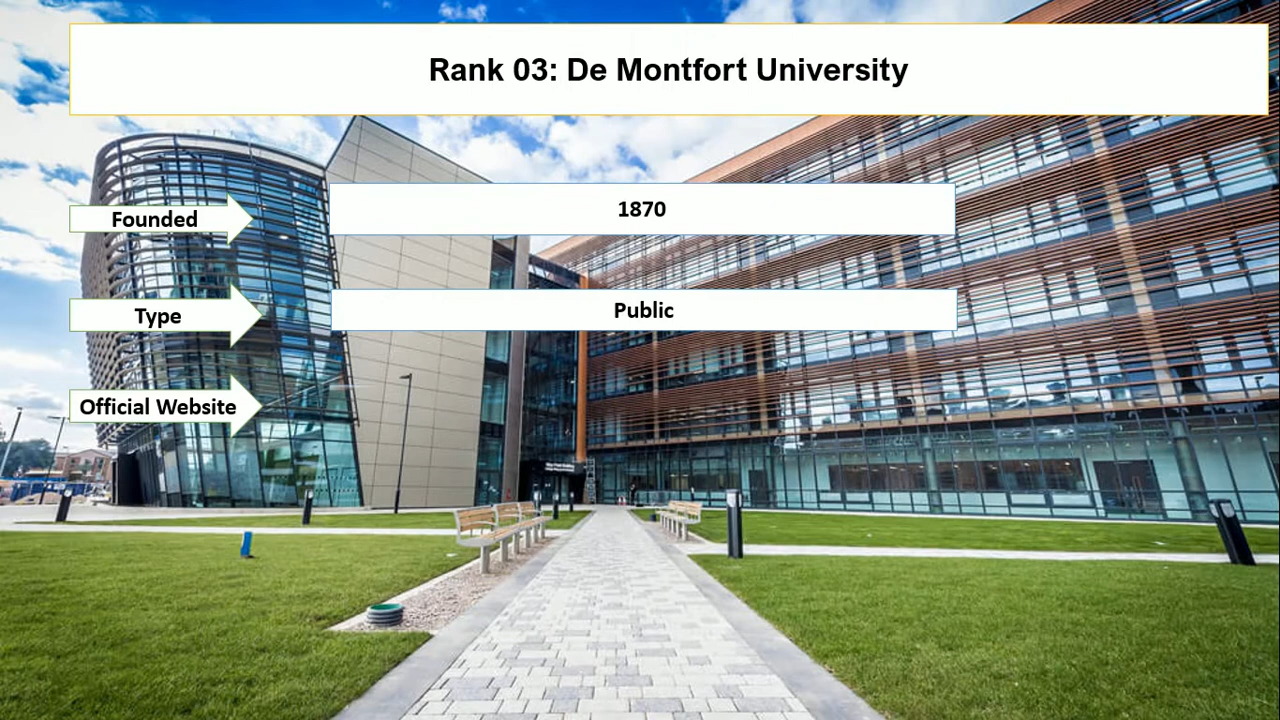 Rank 03: De Montfort University
Founded
1870
Type
Public
Official Website